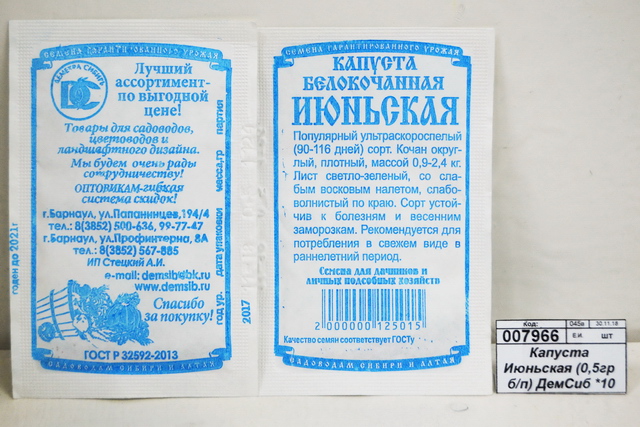 СЕМЕНА ГАРАНТИРОВАННОГО УРОЖАЯ
ДЕМЕТРА СИБИРЬ
DC
Лучший
ассортимент-
по выгодной
цене!
Товары для садоводов,
цветоводов и
ландшафтного дизайна.
Мы будем очень рады
сотрудничеству!
ОПТОВИКАМ-гибкая
система скидок!
г.Барнаул, ул.Папанинцев,194/4
тел.: 8(3852) 500-636, 99-77-47
г.Барнаул, ул.Профинтерна, 8А
тел.: 8(3852) 567-885
ИП Стецкий А.И.
e-mail: demsib@bk.ru
www.demsib.ru
Спасибо
за покупку!
ГОСТ Р 32592-2013
САДОВОДАМ СИБИРИ и АЛТАЯ
годен до 2021г
партия
масса,гр
дата упаковки
год ур.
2017
СЕМЕНА ГАРАНТИРОВАННОГО УРОЖАЯ
КАПУСТА
БЕЛОКОЧАННАЯ
ИЮНЬСКАЯ
Популярный ультраскороспелый
(90-116 дней) сорт. Кочан округ-
лый, плотный, массой 0,9-2,4 кг.
Лист светло-зеленый, со сла-
бым восковым налетом, слабо-
волнистый по краю. Сорт устой-
чив к болезням и весенним
заморозкам. Рекомендуется для
потребления в свежем виде в
раннелетний период.
Семена для дачников и
личных подсобных хозяйств
2 000000 125015
Качество семян соответствует ГОСТу
САДОВОДАМ СИБИРИ И АЛТАЯ
Код: 045в 30.11.18
007966 Е.И. шт
Капуста
Июньская (0,5гр
б/п) ДемСиб *10